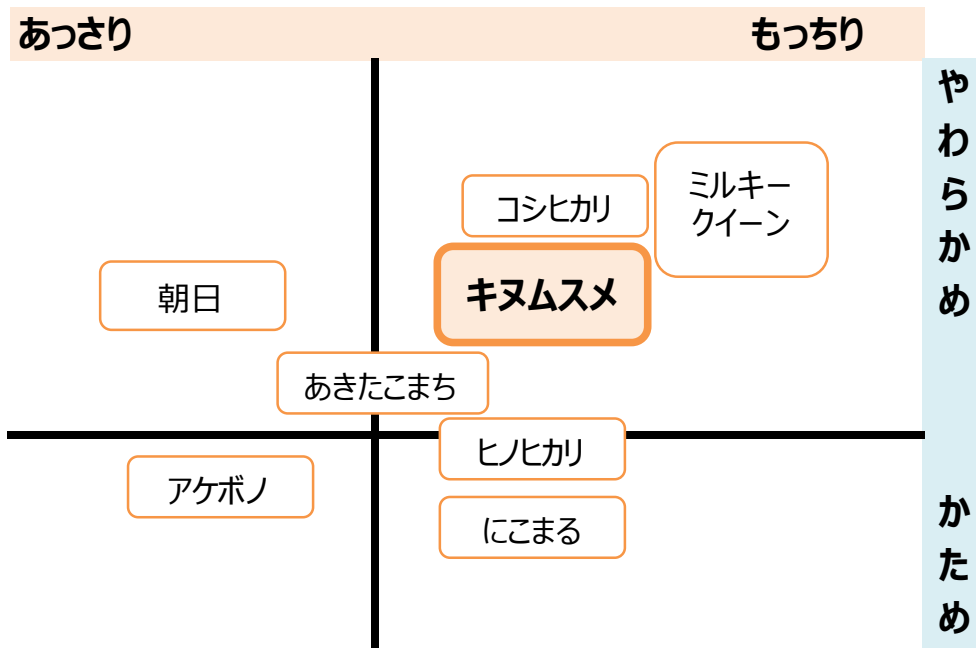 あっさり
もっちり
やわらかめ
コシヒカリ
ミルキー
クイーン
キヌムスメ
朝日
あきたこまち
ヒノヒカリ
アケボノ
にこまる
かため